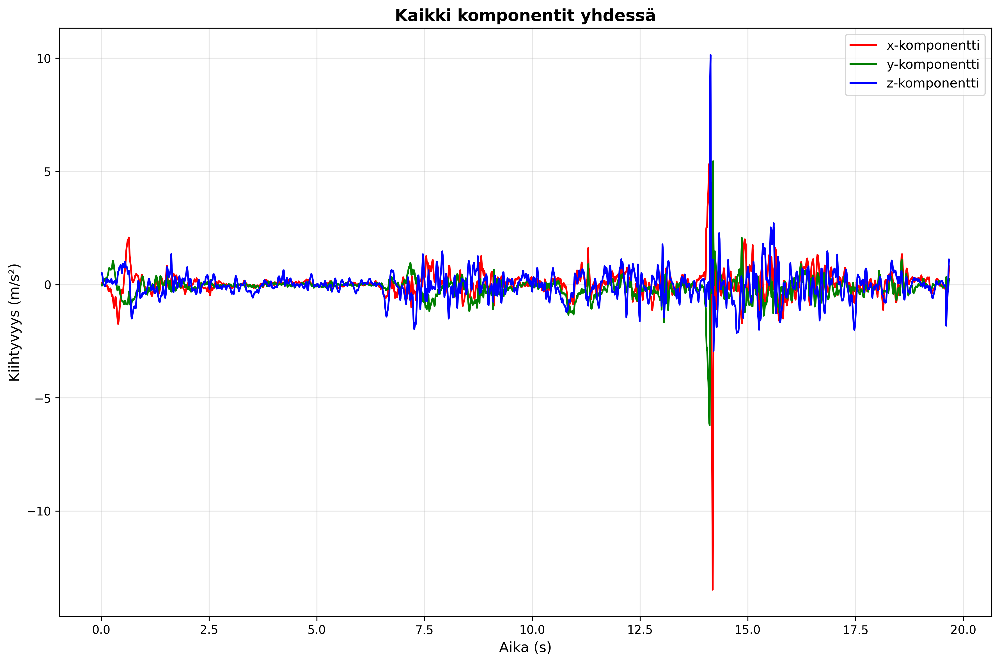 Kaikki komponentit yhdessä
x-komponentti
y-komponentti
z-komponentti
10
5
0
−5
−10
Kiihtyvyys (m/s²)
0.0 2.5 5.0 7.5 10.0 12.5 15.0 17.5 20.0
Aika (s)